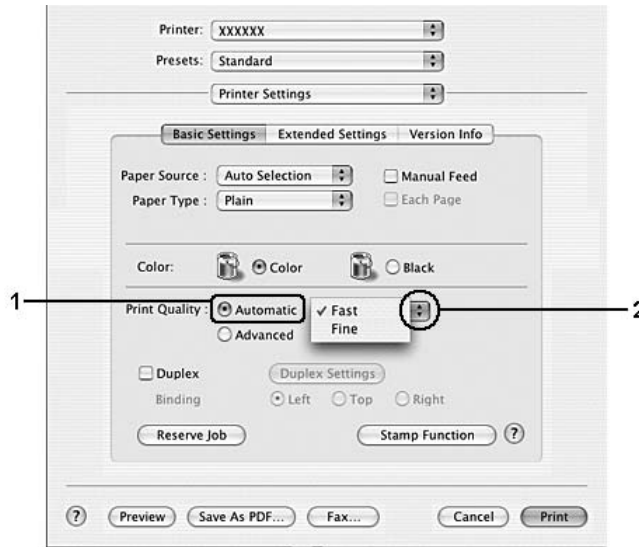 Printer: XXXXXX
Presets: Standard
Printer Settings
Basic Settings Extended Settings Version Info
Paper Source : Auto Selection Manual Feed
Paper Type : Plain Each Page
Color: Color Black
1 Print Quality : Automatic ✓ Fast 2
Advanced Fine
Duplex Duplex Settings
Binding Left Top Right
Reserve Job Stamp Function ?
? Preview Save As PDF... Fax... Cancel Print